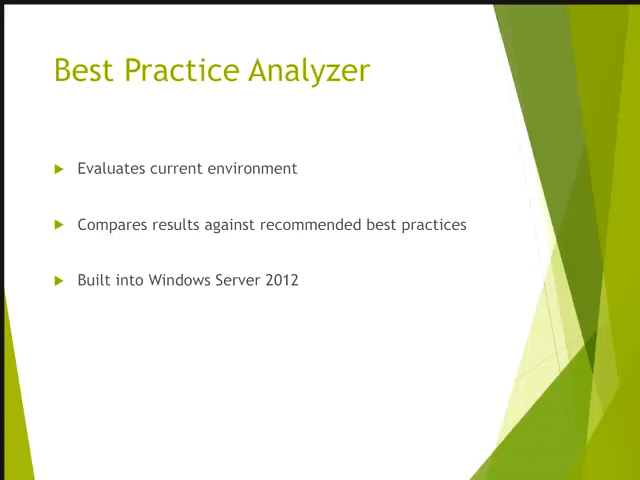 Best Practice Analyzer
Evaluates current environment
Compares results against recommended best practices
Built into Windows Server 2012